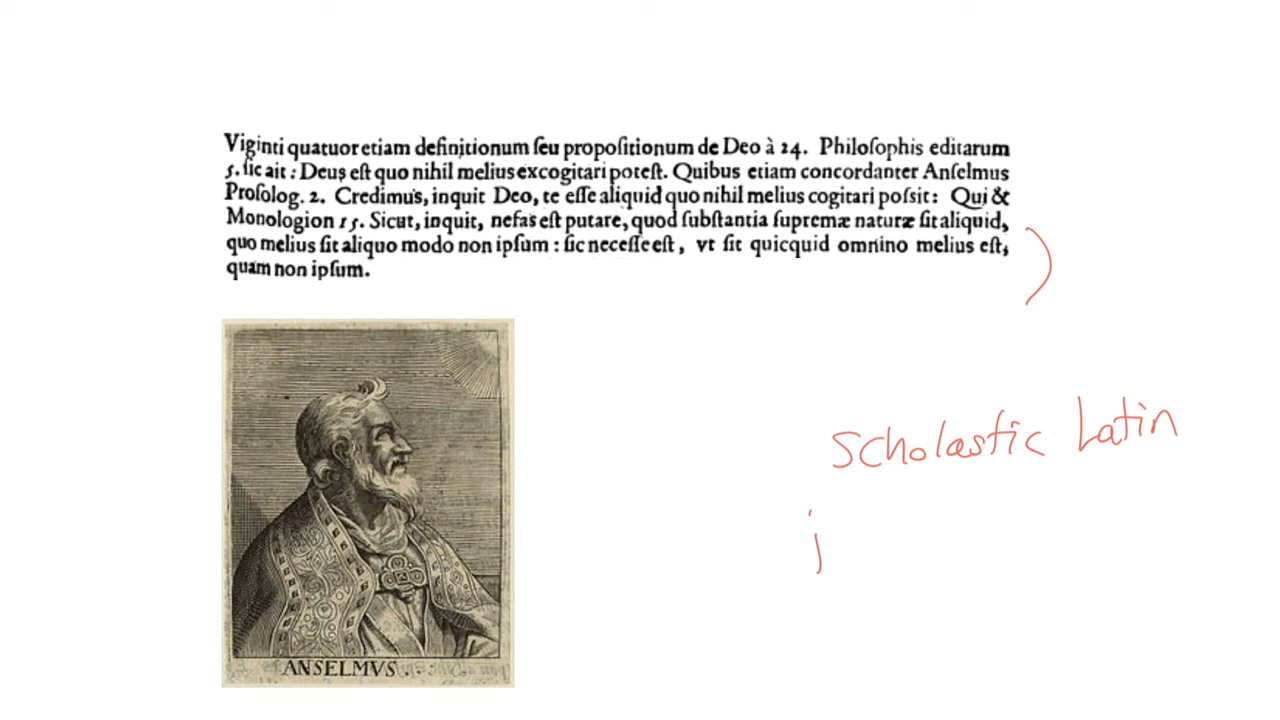 Viginti quatuor etiam definitionum ſeu propoſitionum de Deo à 24. Philoſophis editarum
5. ſic ait : Deus eſt quo nihil melius excogitari poteſt. Quibus etiam concordanter Anſelmus
Proſolog. 2. Credimus, inquit Deo, te eſſe aliquid quo nihil melius cogitari poſsit : Qui &
Monologion 15. Sicut, inquit, nefas eſt putare, quod ſubſtantia ſupremæ naturæ ſit aliquid,
quo melius ſit aliquo modo non ipſum : ſic neceſſe eſt, vt ſit quicquid omnino melius eſt,
quàm non ipſum.
scholastic Latin
j
ANSELMVS .